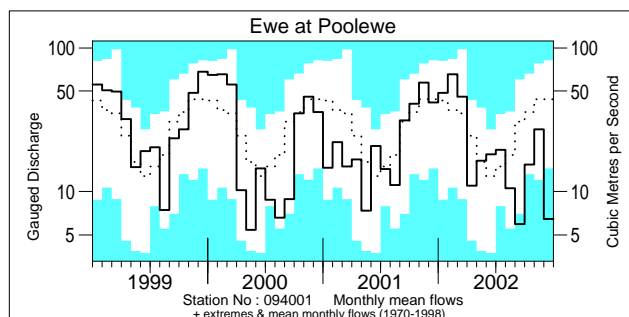 Ewe at Poolewe
100
50
10
5
Gauged Discharge
100
50
10
5
Cubic Metres per Second
1999 2000 2001 2002
Station No : 094001 Monthly mean flows
+ extremes & mean monthly flows (1970-1998)